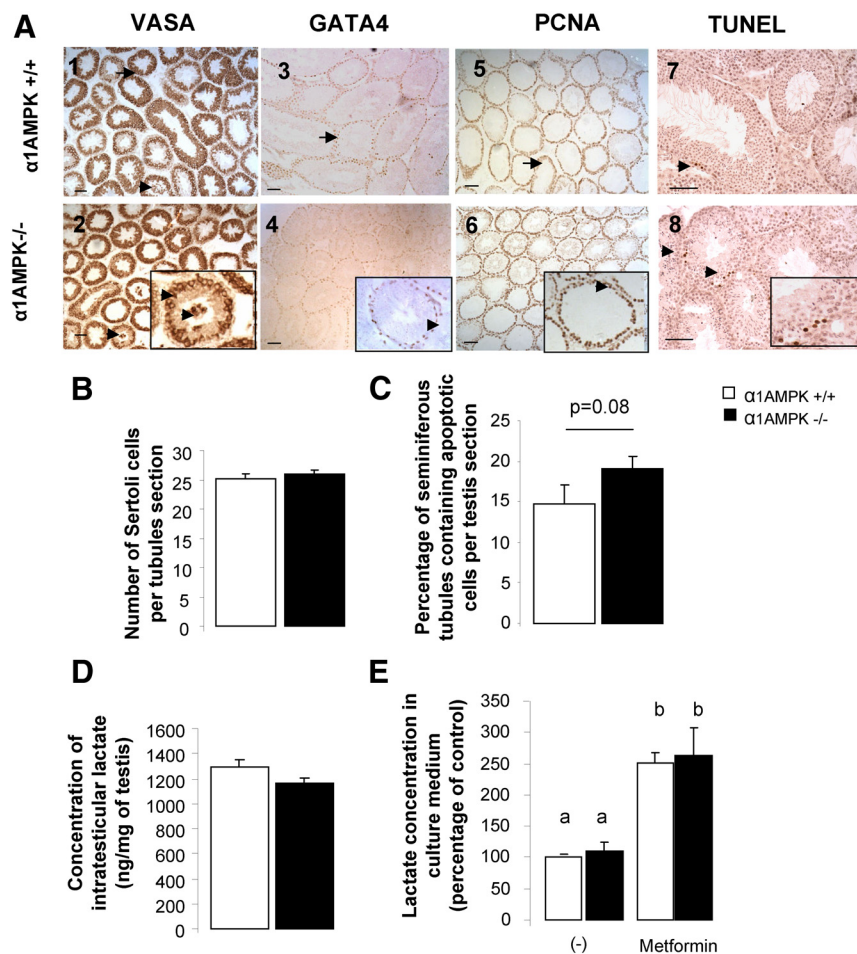 A
VASA
GATA4
PCNA
TUNEL
α1AMPK +/+
1
3
5
7
α1AMPK-/-
2
4
6
8
B
Number of Sertoli cells
per tubules section
30
25
20
15
10
5
0
C
Percentage of seminiferous
tubules containing apoptotic
cells per testis section
25
20
15
10
5
0
p=0.08
α1AMPK +/+
α1AMPK -/-
D
Concentration of
intratesticular lactate
(ng/mg of testis)
1600
1400
1200
1000
800
600
400
200
0
E
Lactate concentration in
culture medium
(percentage of control)
350
300
250
200
150
100
50
0
a
a
b
b
(-)
Metformin